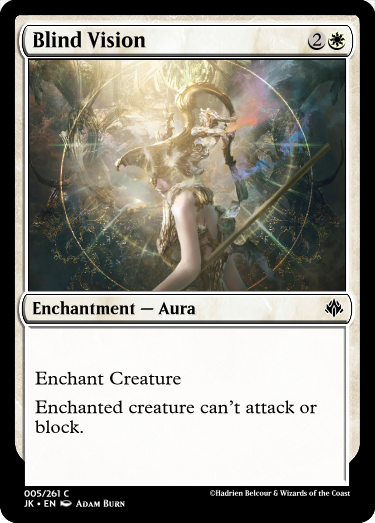 Blind Vision 2
Enchantment — Aura
Enchant Creature
Enchanted creature can't attack or
block.
005/261 C
©Hadrien Belcour & Wizards of the Coast
JK • EN Adam Burn